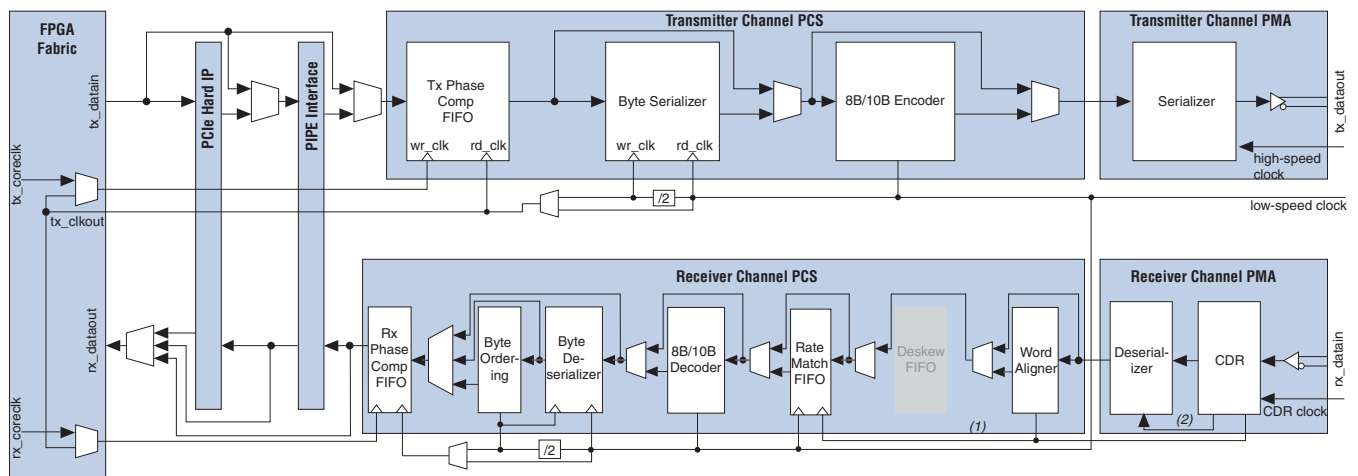 FPGA
Fabric
Transmitter Channel PCS
Transmitter Channel PMA
tx_datain
PCIe Hard IP
PIPE Interface
Tx Phase
Comp
FIFO
wr_clk
rd_clk
Byte Serializer
wr_clk
rd_clk
8B/10B Encoder
Serializer
tx_dataout
high-speed
clock
tx_coreclk
/2
low-speed clock
tx_clkout
Receiver Channel PCS
Receiver Channel PMA
rx_dataout
Rx
Phase
Comp
FIFO
Byte
Order-
ing
Byte
De-
serializer
8B/10B
Decoder
Rate
Match
FIFO
Deskew
FIFO
Word
Aligner
Deserial-
izer
CDR
rx_datain
CDR clock
rx_coreclk
/2
(1)
(2)